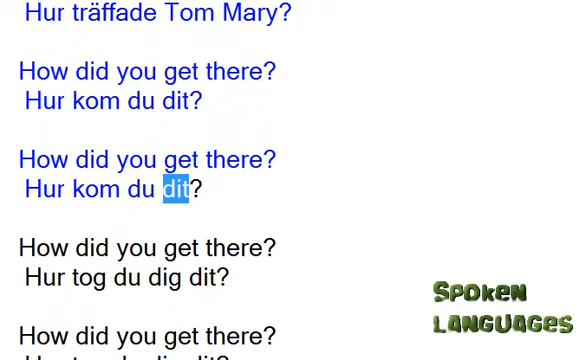 Hur träffade Tom Mary?
How did you get there?
Hur kom du dit?
How did you get there?
Hur kom du dit?
How did you get there?
Hur tog du dig dit?
How did you get there?
Spoken
Languages